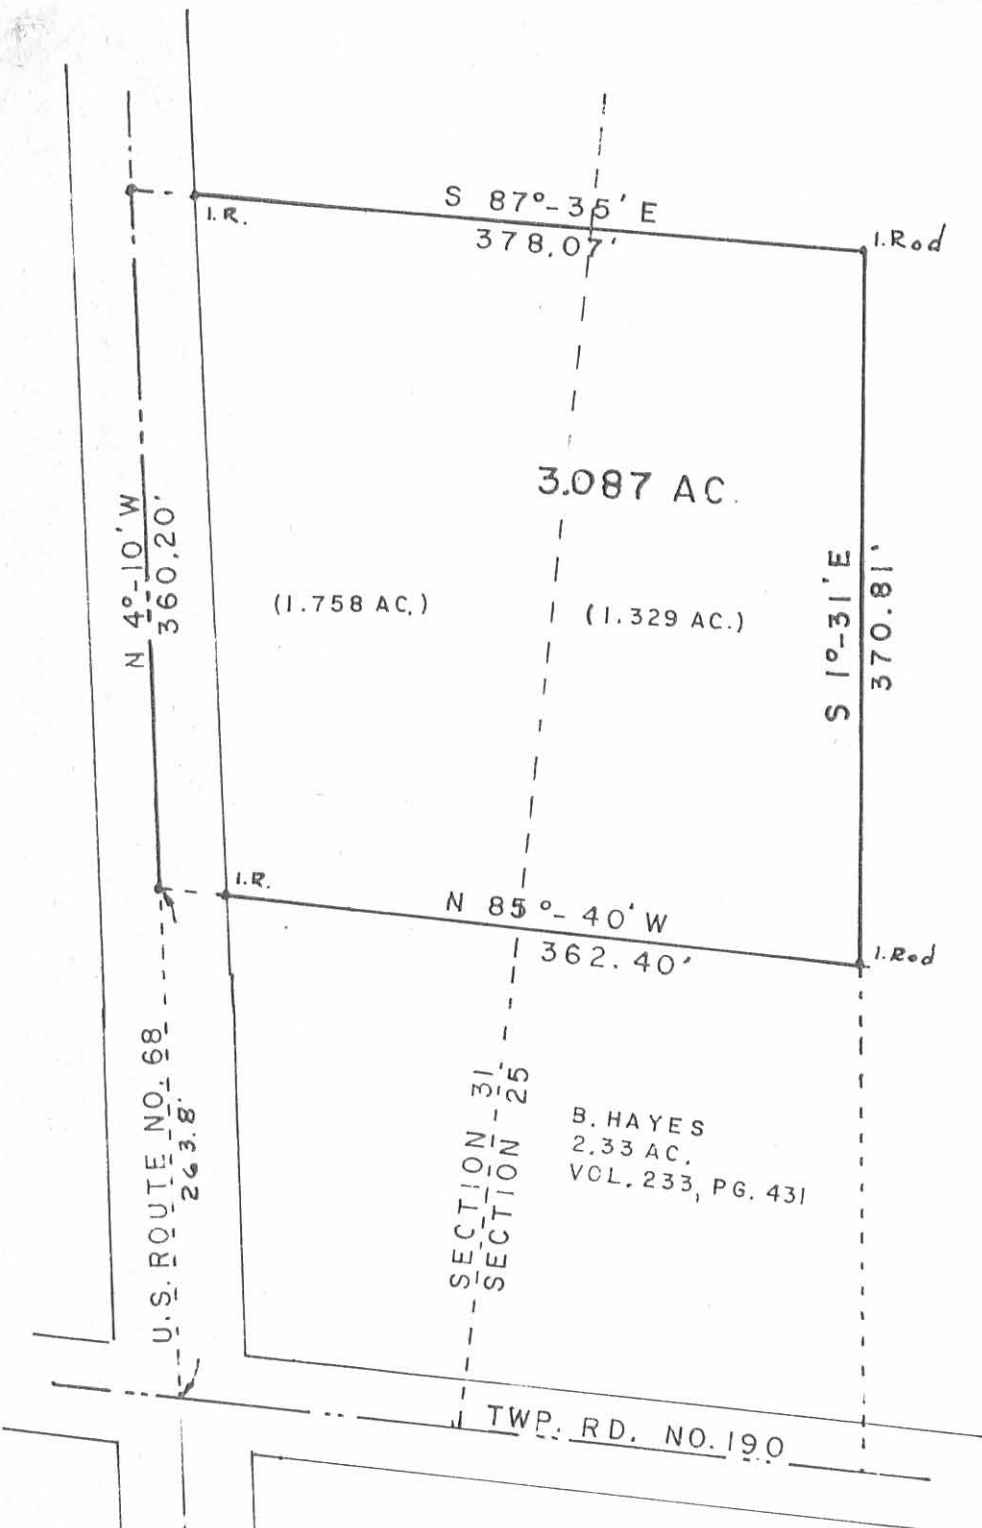 S 87°-35' E
378.07'
I.R.
I.Rod
N 4°-10' W
360.20'
3.087 AC.
(1.758 AC.)
(1.329 AC.)
S 1°-31' E
370.81'
I.R.
N 85°-40' W
362.40'
I.Rod
U.S. ROUTE NO. 68
263.8'
SECTION 31
SECTION 25
B. HAYES
2.33 AC.
VOL. 233, PG. 431
TWP. RD. NO. 190